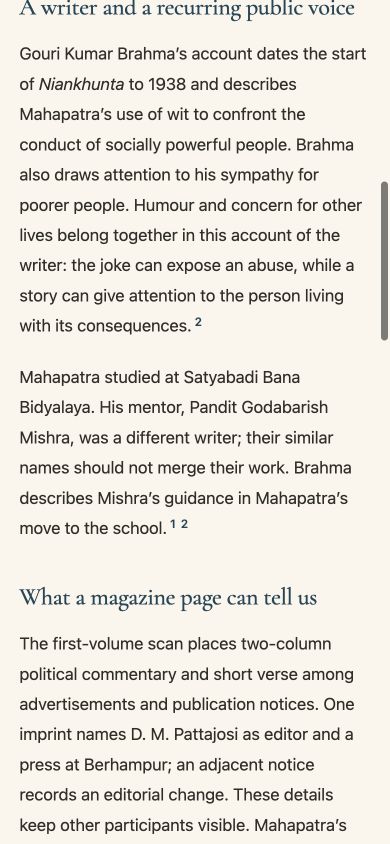 A writer and a recurring public voice
Gouri Kumar Brahma’s account dates the start
of Niankhunta to 1938 and describes
Mahapatra’s use of wit to confront the
conduct of socially powerful people. Brahma
also draws attention to his sympathy for
poorer people. Humour and concern for other
lives belong together in this account of the
writer: the joke can expose an abuse, while a
story can give attention to the person living
with its consequences. 2
Mahapatra studied at Satyabadi Bana
Bidyalaya. His mentor, Pandit Godabarish
Mishra, was a different writer; their similar
names should not merge their work. Brahma
describes Mishra’s guidance in Mahapatra’s
move to the school. 1 2
What a magazine page can tell us
The first-volume scan places two-column
political commentary and short verse among
advertisements and publication notices. One
imprint names D. M. Pattajosi as editor and a
press at Berhampur; an adjacent notice
records an editorial change. These details
keep other participants visible. Mahapatra’s